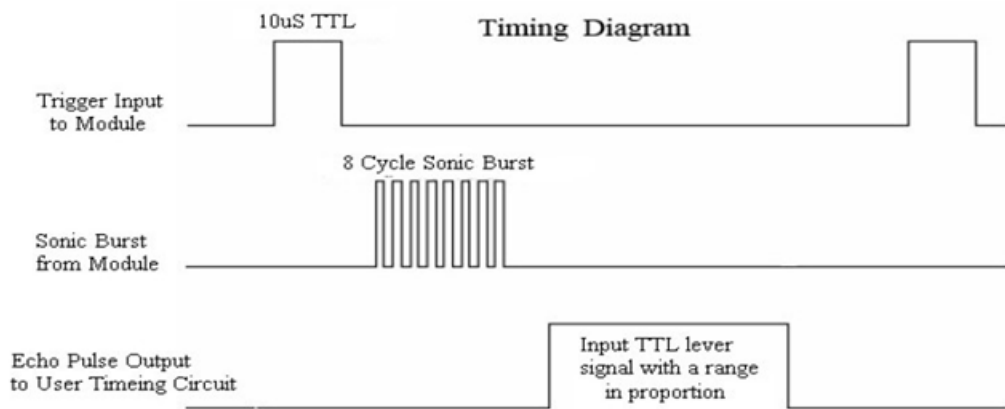 10uS TTL
Timing Diagram
Trigger Input
to Module
8 Cycle Sonic Burst
Sonic Burst
from Module
Echo Pulse Output
to User Timeing Circuit
Input TTL lever
signal with a range
in proportion